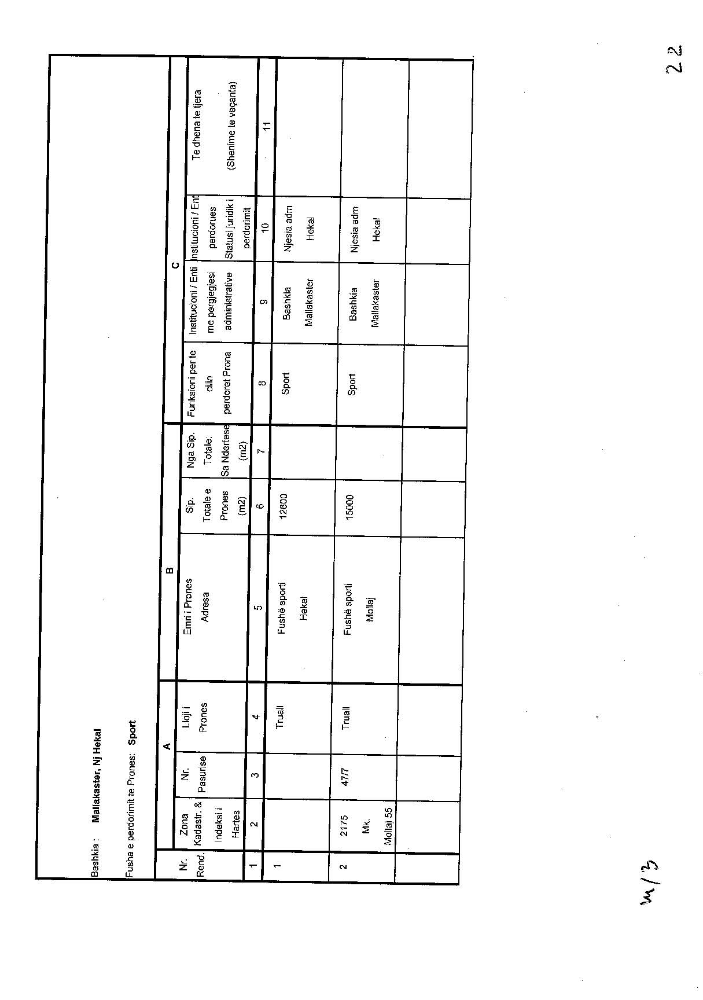 Bashkia : Mallakaster, Nj Hekal
Fusha e perdorimit te Prones: Sport
A B C
Nr. Rend. | Zona Kadastr. & Indeksi i Hartes | Nr. Pasurise | Lloji i Prones | Emri i Prones Adresa | Sip. Totale e Prones (m2) | Nga Sip. Totale: Sa Ndertese (m2) | Funksioni per te cilin perdoret Prona | Institucioni / Enti me pergjegjesi administrative | Institucioni / Ent perdorues Statusi juridik i perdorimit | Te dhena te tjera (Shenime te veçanta)
1 2 3 4 5 6 7 8 9 10 11
1 | Truall | Fushë sporti Hekal | 12600 | Sport | Bashkia Mallakaster | Njesia adm Hekal
2 | 2175 Mk. Mollaj 55 | 47/7 | Truall | Fushë sporti Mollaj | 15000 | Sport | Bashkia Mallakaster | Njesia adm Hekal
22